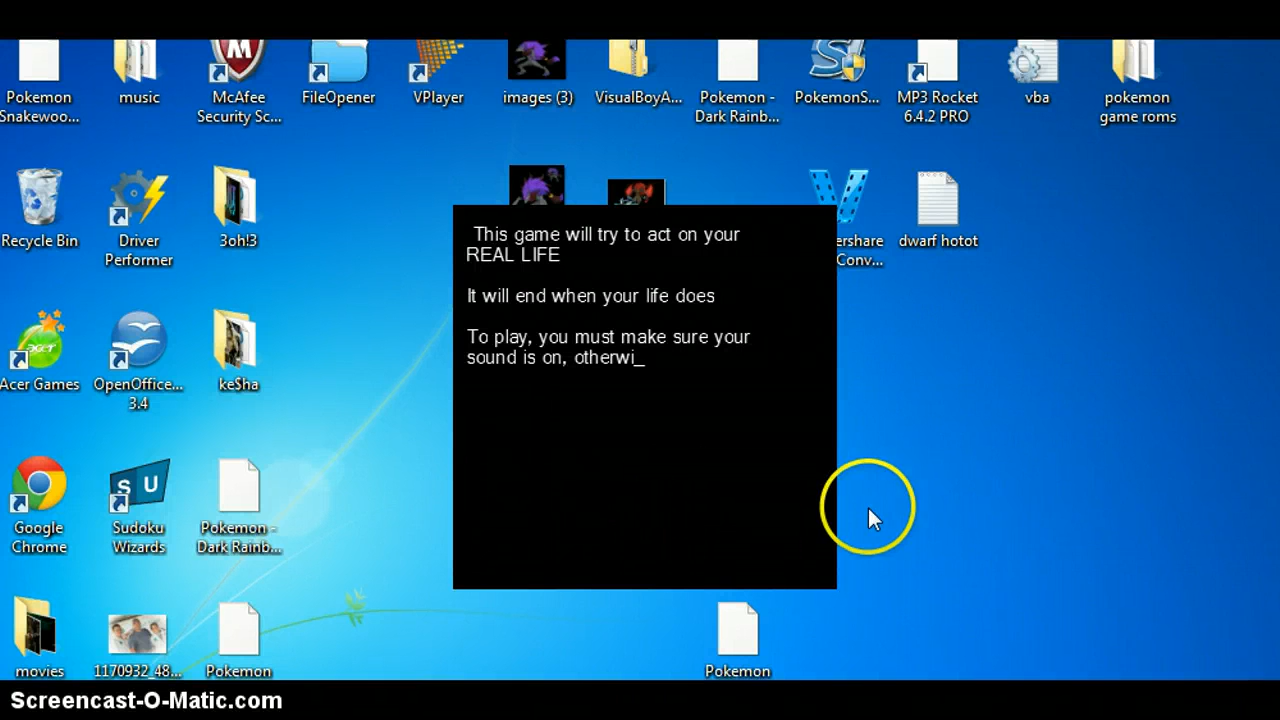 Pokemon
Snakewoo...
music
McAfee
Security Sc...
FileOpener
VPlayer
images (3)
VisualBoyA...
Pokemon -
Dark Rainb...
PokemonS...
MP3 Rocket
6.4.2 PRO
vba
pokemon
game roms
Recycle Bin
Driver
Performer
3oh!3
ershare
Conv...
dwarf hotot
This game will try to act on your
REAL LIFE
It will end when your life does
To play, you must make sure your
sound is on, otherwi_
acer
Acer Games
OpenOffice...
3.4
ke$ha
S U
Google
Chrome
Sudoku
Wizards
Pokemon -
Dark Rainb...
movies
1170932_48...
Pokemon
Pokemon
Screencast-O-Matic.com